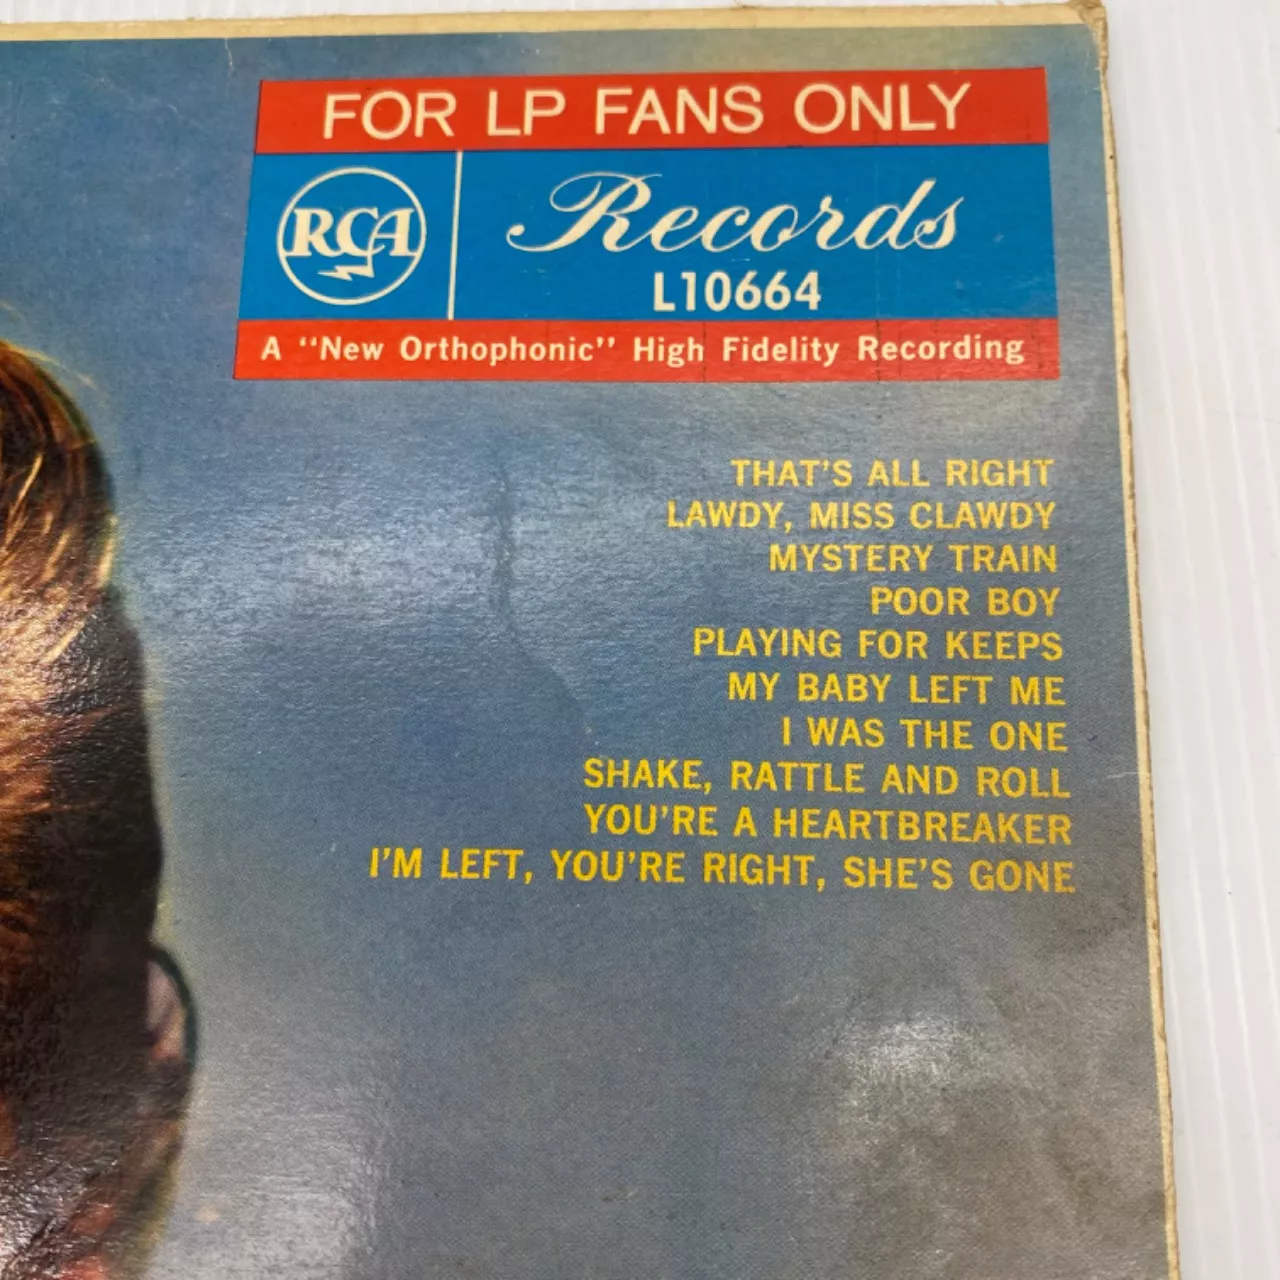 FOR LP FANS ONLY
RCA
Records
L10664
A "New Orthophonic" High Fidelity Recording
THAT'S ALL RIGHT
LAWDY, MISS CLAWDY
MYSTERY TRAIN
POOR BOY
PLAYING FOR KEEPS
MY BABY LEFT ME
I WAS THE ONE
SHAKE, RATTLE AND ROLL
YOU'RE A HEARTBREAKER
I'M LEFT, YOU'RE RIGHT, SHE'S GONE